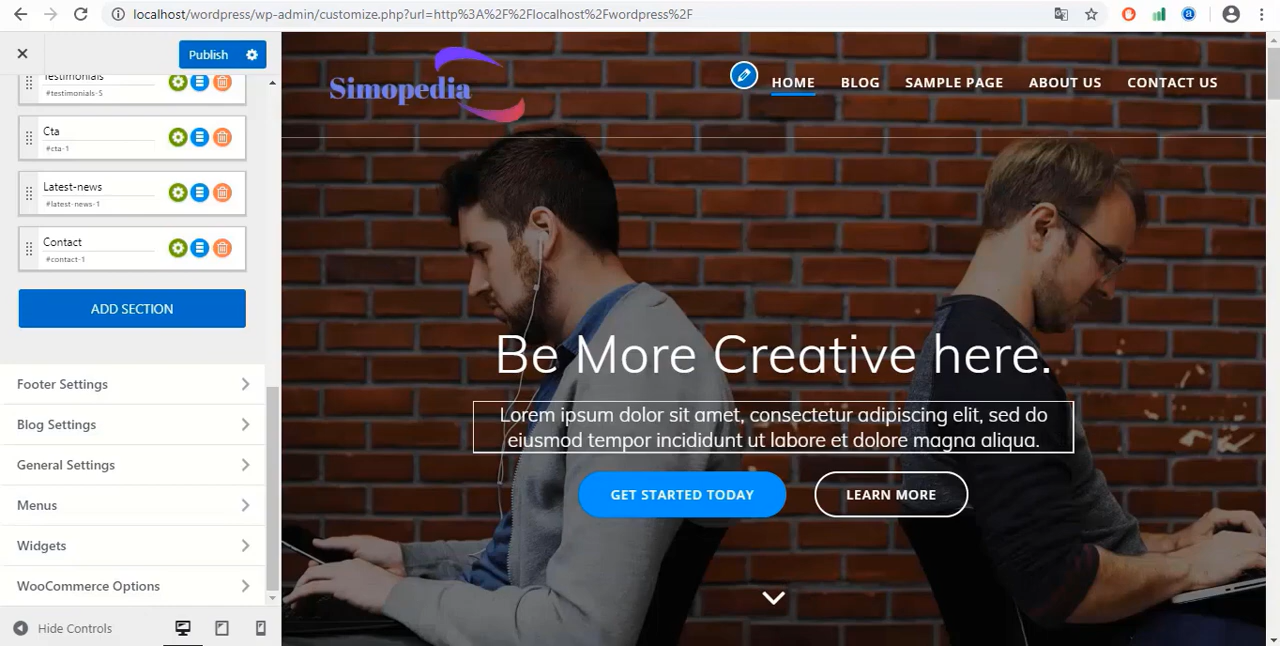 localhost/wordpress/wp-admin/customize.php?url=http%3A%2F%2Flocalhost%2Fwordpress%2F
Publish
Testimonials
#testimonials-5
Cta
#cta-1
Latest-news
#latest-news-1
Contact
#contact-1
ADD SECTION
Footer Settings
Blog Settings
General Settings
Menus
Widgets
WooCommerce Options
Hide Controls
Simopedia
HOME BLOG SAMPLE PAGE ABOUT US CONTACT US
Be More Creative here.
Lorem ipsum dolor sit amet, consectetur adipiscing elit, sed do
eiusmod tempor incididunt ut labore et dolore magna aliqua.
GET STARTED TODAY LEARN MORE